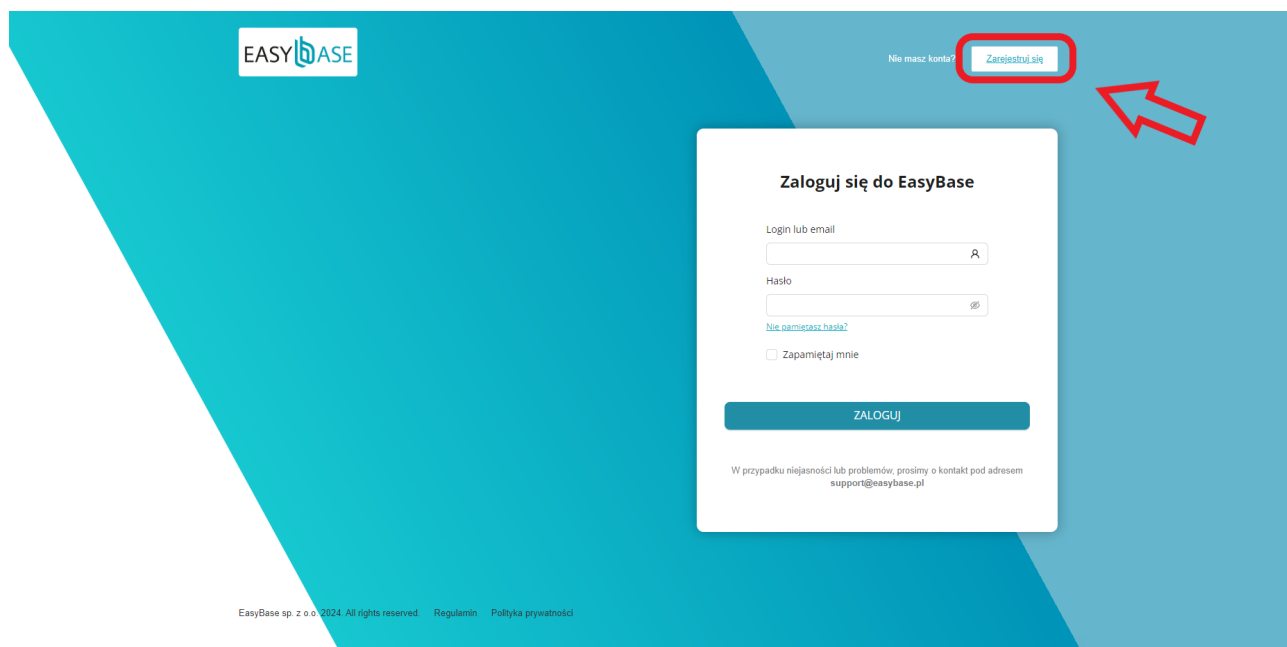 EASYbASE
Nie masz konta?
Zarejestruj się
Zaloguj się do EasyBase
Login lub email
Hasło
Nie pamiętasz hasła?
Zapamiętaj mnie
ZALOGUJ
W przypadku niejasności lub problemów, prosimy o kontakt pod adresem
support@easybase.pl
EasyBase sp. z o.o. 2024. All rights reserved. Regulamin Polityka prywatności